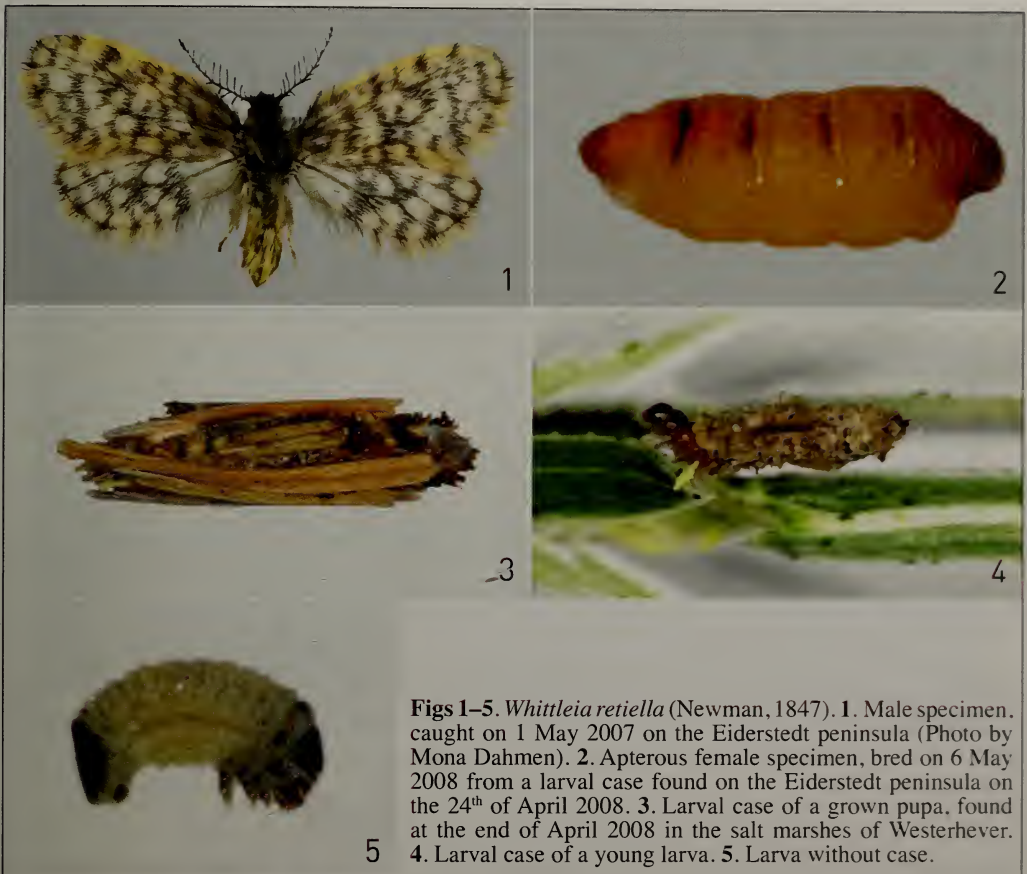 1
2
3
4
5
Figs 1–5. Whittleia retiella (Newman, 1847). 1. Male specimen,
caught on 1 May 2007 on the Eiderstedt peninsula (Photo by
Mona Dahmen). 2. Apterous female specimen, bred on 6 May
2008 from a larval case found on the Eiderstedt peninsula on
the 24th of April 2008. 3. Larval case of a grown pupa, found
at the end of April 2008 in the salt marshes of Westerhever.
4. Larval case of a young larva. 5. Larva without case.